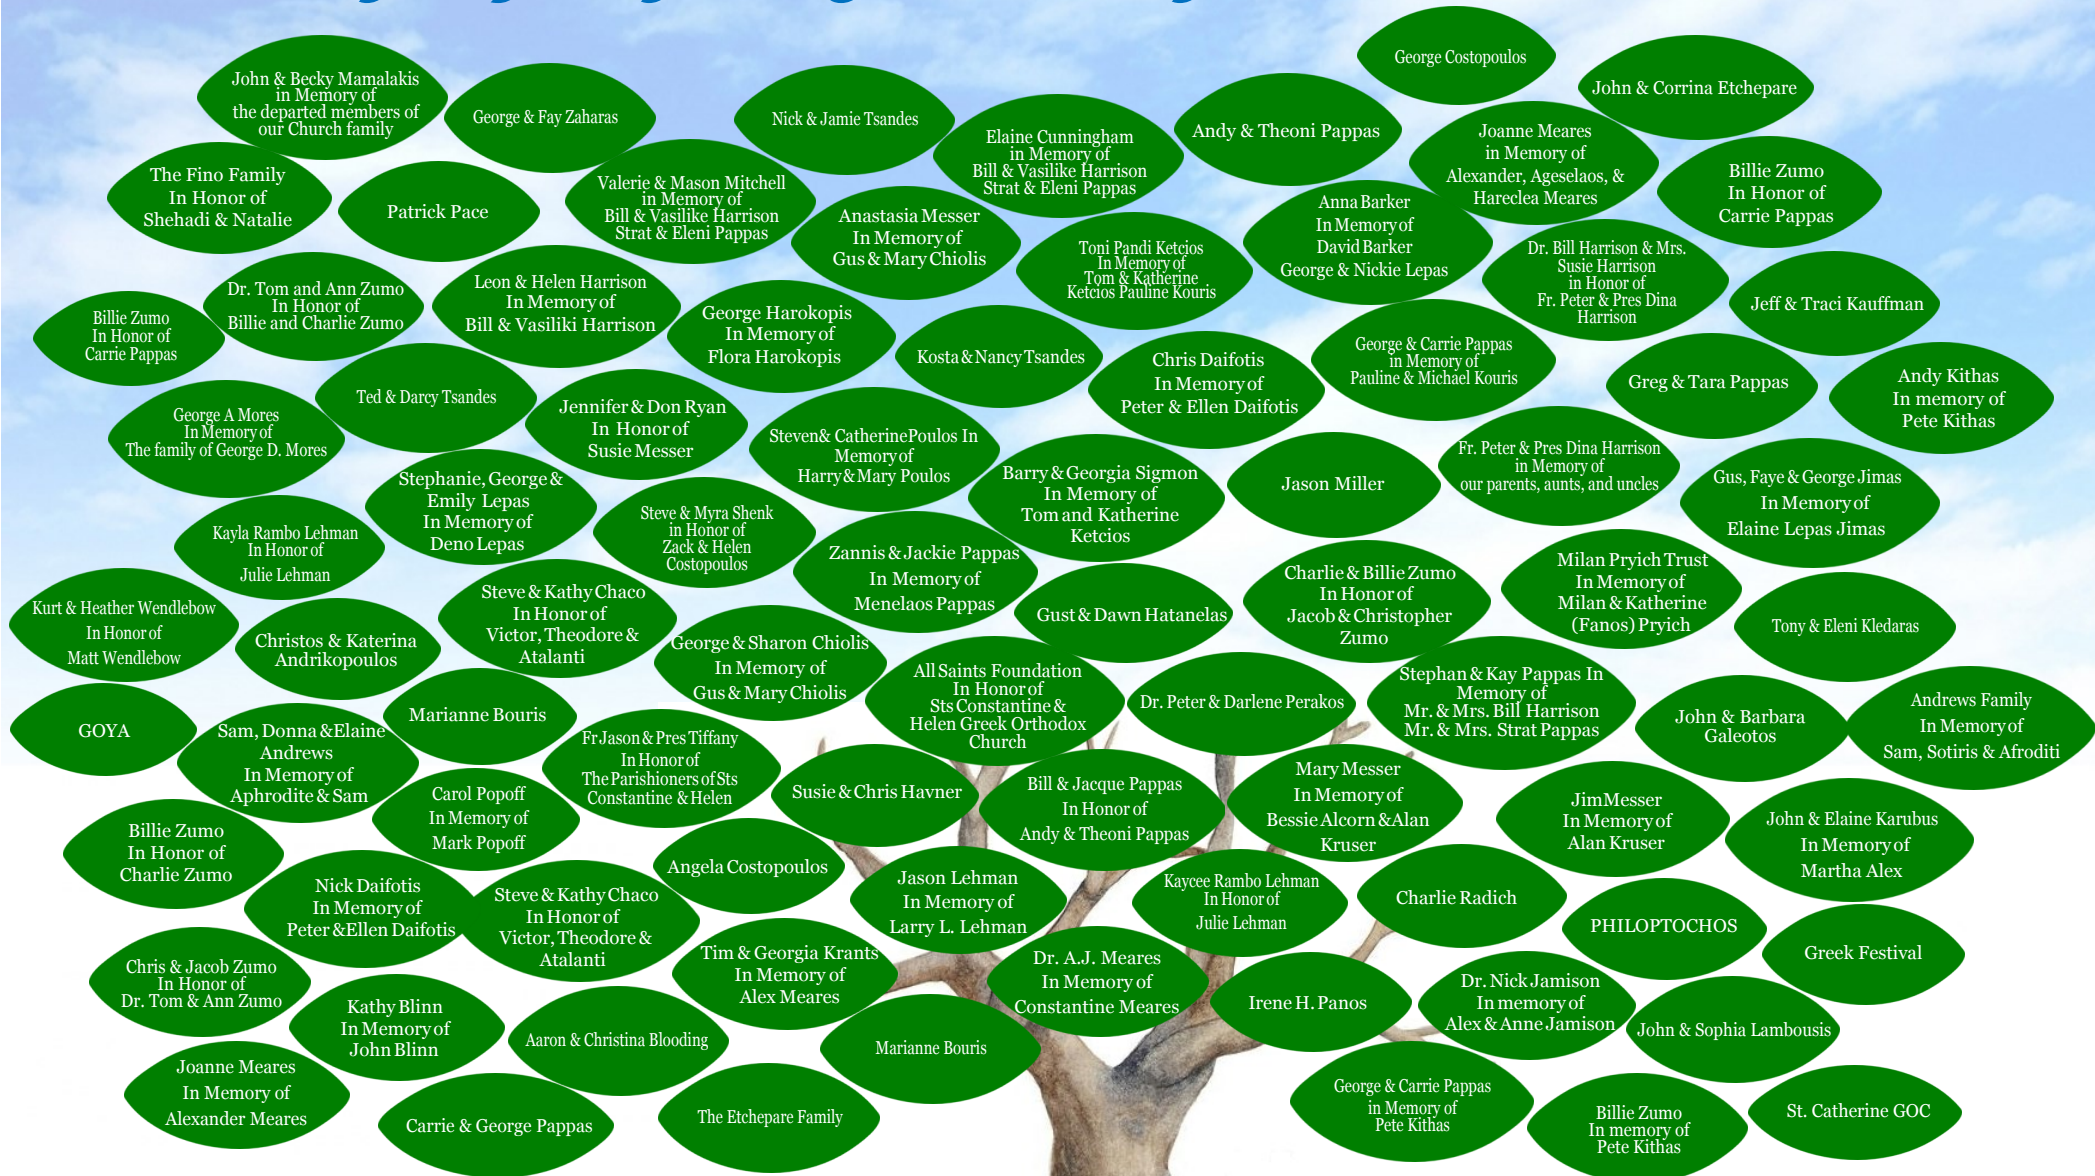 George Costopoulos
John & Becky Mamalakis
in Memory of
the departed members of
our Church family
George & Fay Zaharas
Nick & Jamie Tsandes
Elaine Cunningham
in Memory of
Bill & Vasilike Harrison
Strat & Eleni Pappas
Andy & Theoni Pappas
John & Corrina Etchepare
Joanne Meares
in Memory of
Alexander, Ageselaos, &
Hareclea Meares
Billie Zumo
In Honor of
Carrie Pappas
The Fino Family
In Honor of
Shehadi & Natalie
Patrick Pace
Valerie & Mason Mitchell
in Memory of
Bill & Vasilike Harrison
Strat & Eleni Pappas
Anastasia Messer
In Memory of
Gus & Mary Chiolis
Toni Pandi Ketcios
In Memory of
Tom & Katherine
Ketcios Pauline Kouris
Anna Barker
In Memory of
David Barker
George & Nickie Lepas
Dr. Bill Harrison & Mrs.
Susie Harrison
in Honor of
Fr. Peter & Pres Dina
Harrison
Jeff & Traci Kauffman
Billie Zumo
In Honor of
Carrie Pappas
Dr. Tom and Ann Zumo
In Honor of
Billie and Charlie Zumo
Leon & Helen Harrison
In Memory of
Bill & Vasiliki Harrison
George Harokopis
In Memory of
Flora Harokopis
Kosta & Nancy Tsandes
Chris Daifotis
In Memory of
Peter & Ellen Daifotis
George & Carrie Pappas
in Memory of
Pauline & Michael Kouris
Greg & Tara Pappas
Andy Kithas
In memory of
Pete Kithas
George A Mores
In Memory of
The family of George D. Mores
Ted & Darcy Tsandes
Jennifer & Don Ryan
In Honor of
Susie Messer
Steven& Catherine Poulos In
Memory of
Harry & Mary Poulos
Barry & Georgia Sigmon
In Memory of
Tom and Katherine
Ketcios
Jason Miller
Fr. Peter & Pres Dina Harrison
in Memory of
our parents, aunts, and uncles
Gus, Faye & George Jimas
In Memory of
Elaine Lepas Jimas
Stephanie, George &
Emily Lepas
In Memory of
Deno Lepas
Kayla Rambo Lehman
In Honor of
Julie Lehman
Steve & Myra Shenk
in Honor of
Zack & Helen
Costopoulos
Zannis & Jackie Pappas
In Memory of
Menelaos Pappas
Gust & Dawn Hatanelas
Charlie & Billie Zumo
In Honor of
Jacob & Christopher
Zumo
Milan Pryich Trust
In Memory of
Milan & Katherine
(Fanos) Pryich
Tony & Eleni Kledaras
Kurt & Heather Wendlebow
In Honor of
Matt Wendlebow
Christos & Katerina
Andrikopoulos
Steve & Kathy Chaco
In Honor of
Victor, Theodore &
Atalanti
George & Sharon Chiolis
In Memory of
Gus & Mary Chiolis
All Saints Foundation
In Honor of
Sts Constantine &
Helen Greek Orthodox
Church
Dr. Peter & Darlene Perakos
Stephan & Kay Pappas In
Memory of
Mr. & Mrs. Bill Harrison
Mr. & Mrs. Strat Pappas
John & Barbara
Galeotos
Andrews Family
In Memory of
Sam, Sotiris & Afroditi
GOYA
Sam, Donna &Elaine
Andrews
In Memory of
Aphrodite & Sam
Marianne Bouris
Fr Jason & Pres Tiffany
In Honor of
The Parishioners of Sts
Constantine & Helen
Carol Popoff
In Memory of
Mark Popoff
Susie & Chris Havner
Bill & Jacque Pappas
In Honor of
Andy & Theoni Pappas
Mary Messer
In Memory of
Bessie Alcorn &Alan
Kruser
Jim Messer
In Memory of
Alan Kruser
John & Elaine Karubus
In Memory of
Martha Alex
Billie Zumo
In Honor of
Charlie Zumo
Nick Daifotis
In Memory of
Peter &Ellen Daifotis
Steve & Kathy Chaco
In Honor of
Victor, Theodore &
Atalanti
Angela Costopoulos
Jason Lehman
In Memory of
Larry L. Lehman
Kaycee Rambo Lehman
In Honor of
Julie Lehman
Charlie Radich
PHILOPTOCHOS
Greek Festival
Chris & Jacob Zumo
In Honor of
Dr. Tom & Ann Zumo
Kathy Blinn
In Memory of
John Blinn
Tim & Georgia Krants
In Memory of
Alex Meares
Dr. A.J. Meares
In Memory of
Constantine Meares
Irene H. Panos
Dr. Nick Jamison
In memory of
Alex & Anne Jamison
John & Sophia Lambousis
Joanne Meares
In Memory of
Alexander Meares
Aaron & Christina Blooding
Marianne Bouris
Carrie & George Pappas
The Etchepare Family
George & Carrie Pappas
in Memory of
Pete Kithas
Billie Zumo
In memory of
Pete Kithas
St. Catherine GOC